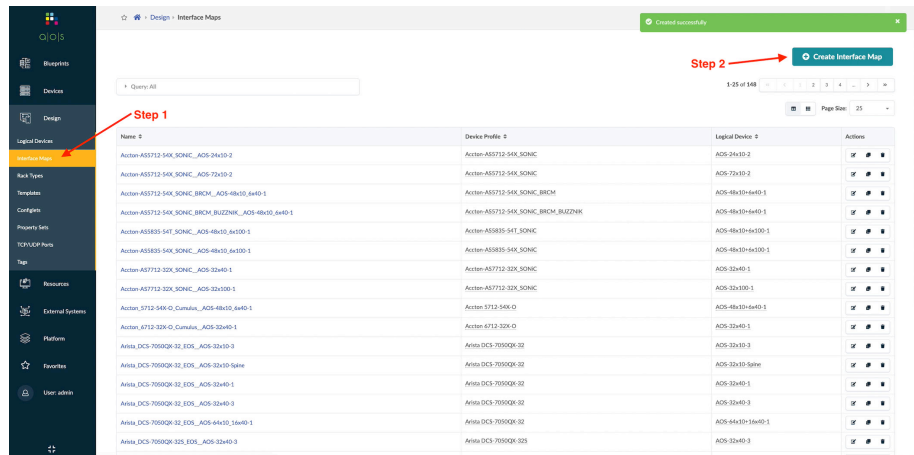 a|o|s
Blueprints
Devices
Design
Logical Devices
Interface Maps
Rack Types
Templates
Configlets
Property Sets
TCP/UDP Ports
Tags
Resources
External Systems
Platform
Favorites
User: admin
Design › Interface Maps
Created successfully
Step 2
Create Interface Map
Query: All
1-25 of 148 1 2 3 4 ...
Page Size: 25
Step 1
Name Device Profile Logical Device Actions
Accton-AS5712-54X_SONiC__AOS-24x10-2 Accton-AS5712-54X_SONiC AOS-24x10-2
Accton-AS5712-54X_SONiC__AOS-72x10-2 Accton-AS5712-54X_SONiC AOS-72x10-2
Accton-AS5712-54X_SONiC_BRCM__AOS-48x10_6x40-1 Accton-AS5712-54X_SONiC_BRCM AOS-48x10+6x40-1
Accton-AS5712-54X_SONiC_BRCM_BUZZNIK__AOS-48x10_6x40-1 Accton-AS5712-54X_SONiC_BRCM_BUZZNIK AOS-48x10+6x40-1
Accton-AS5835-54T_SONiC__AOS-48x10_6x100-1 Accton-AS5835-54T_SONiC AOS-48x10+6x100-1
Accton-AS5835-54X_SONiC__AOS-48x10_6x100-1 Accton-AS5835-54X_SONiC AOS-48x10+6x100-1
Accton-AS7712-32X_SONiC__AOS-32x40-1 Accton-AS7712-32X_SONiC AOS-32x40-1
Accton-AS7712-32X_SONiC__AOS-32x100-1 Accton-AS7712-32X_SONiC AOS-32x100-1
Accton_5712-54X-O_Cumulus__AOS-48x10_6x40-1 Accton 5712-54X-O AOS-48x10+6x40-1
Accton_6712-32X-O_Cumulus__AOS-32x40-1 Accton 6712-32X-O AOS-32x40-1
Arista_DCS-7050QX-32_EOS__AOS-32x10-3 Arista DCS-7050QX-32 AOS-32x10-3
Arista_DCS-7050QX-32_EOS__AOS-32x10-Spine Arista DCS-7050QX-32 AOS-32x10-Spine
Arista_DCS-7050QX-32_EOS__AOS-32x40-1 Arista DCS-7050QX-32 AOS-32x40-1
Arista_DCS-7050QX-32_EOS__AOS-32x40-3 Arista DCS-7050QX-32 AOS-32x40-3
Arista_DCS-7050QX-32_EOS__AOS-64x10_16x40-1 Arista DCS-7050QX-32 AOS-64x10+16x40-1
Arista_DCS-7050QX-32S_EOS__AOS-32x40-3 Arista DCS-7050QX-32S AOS-32x40-3